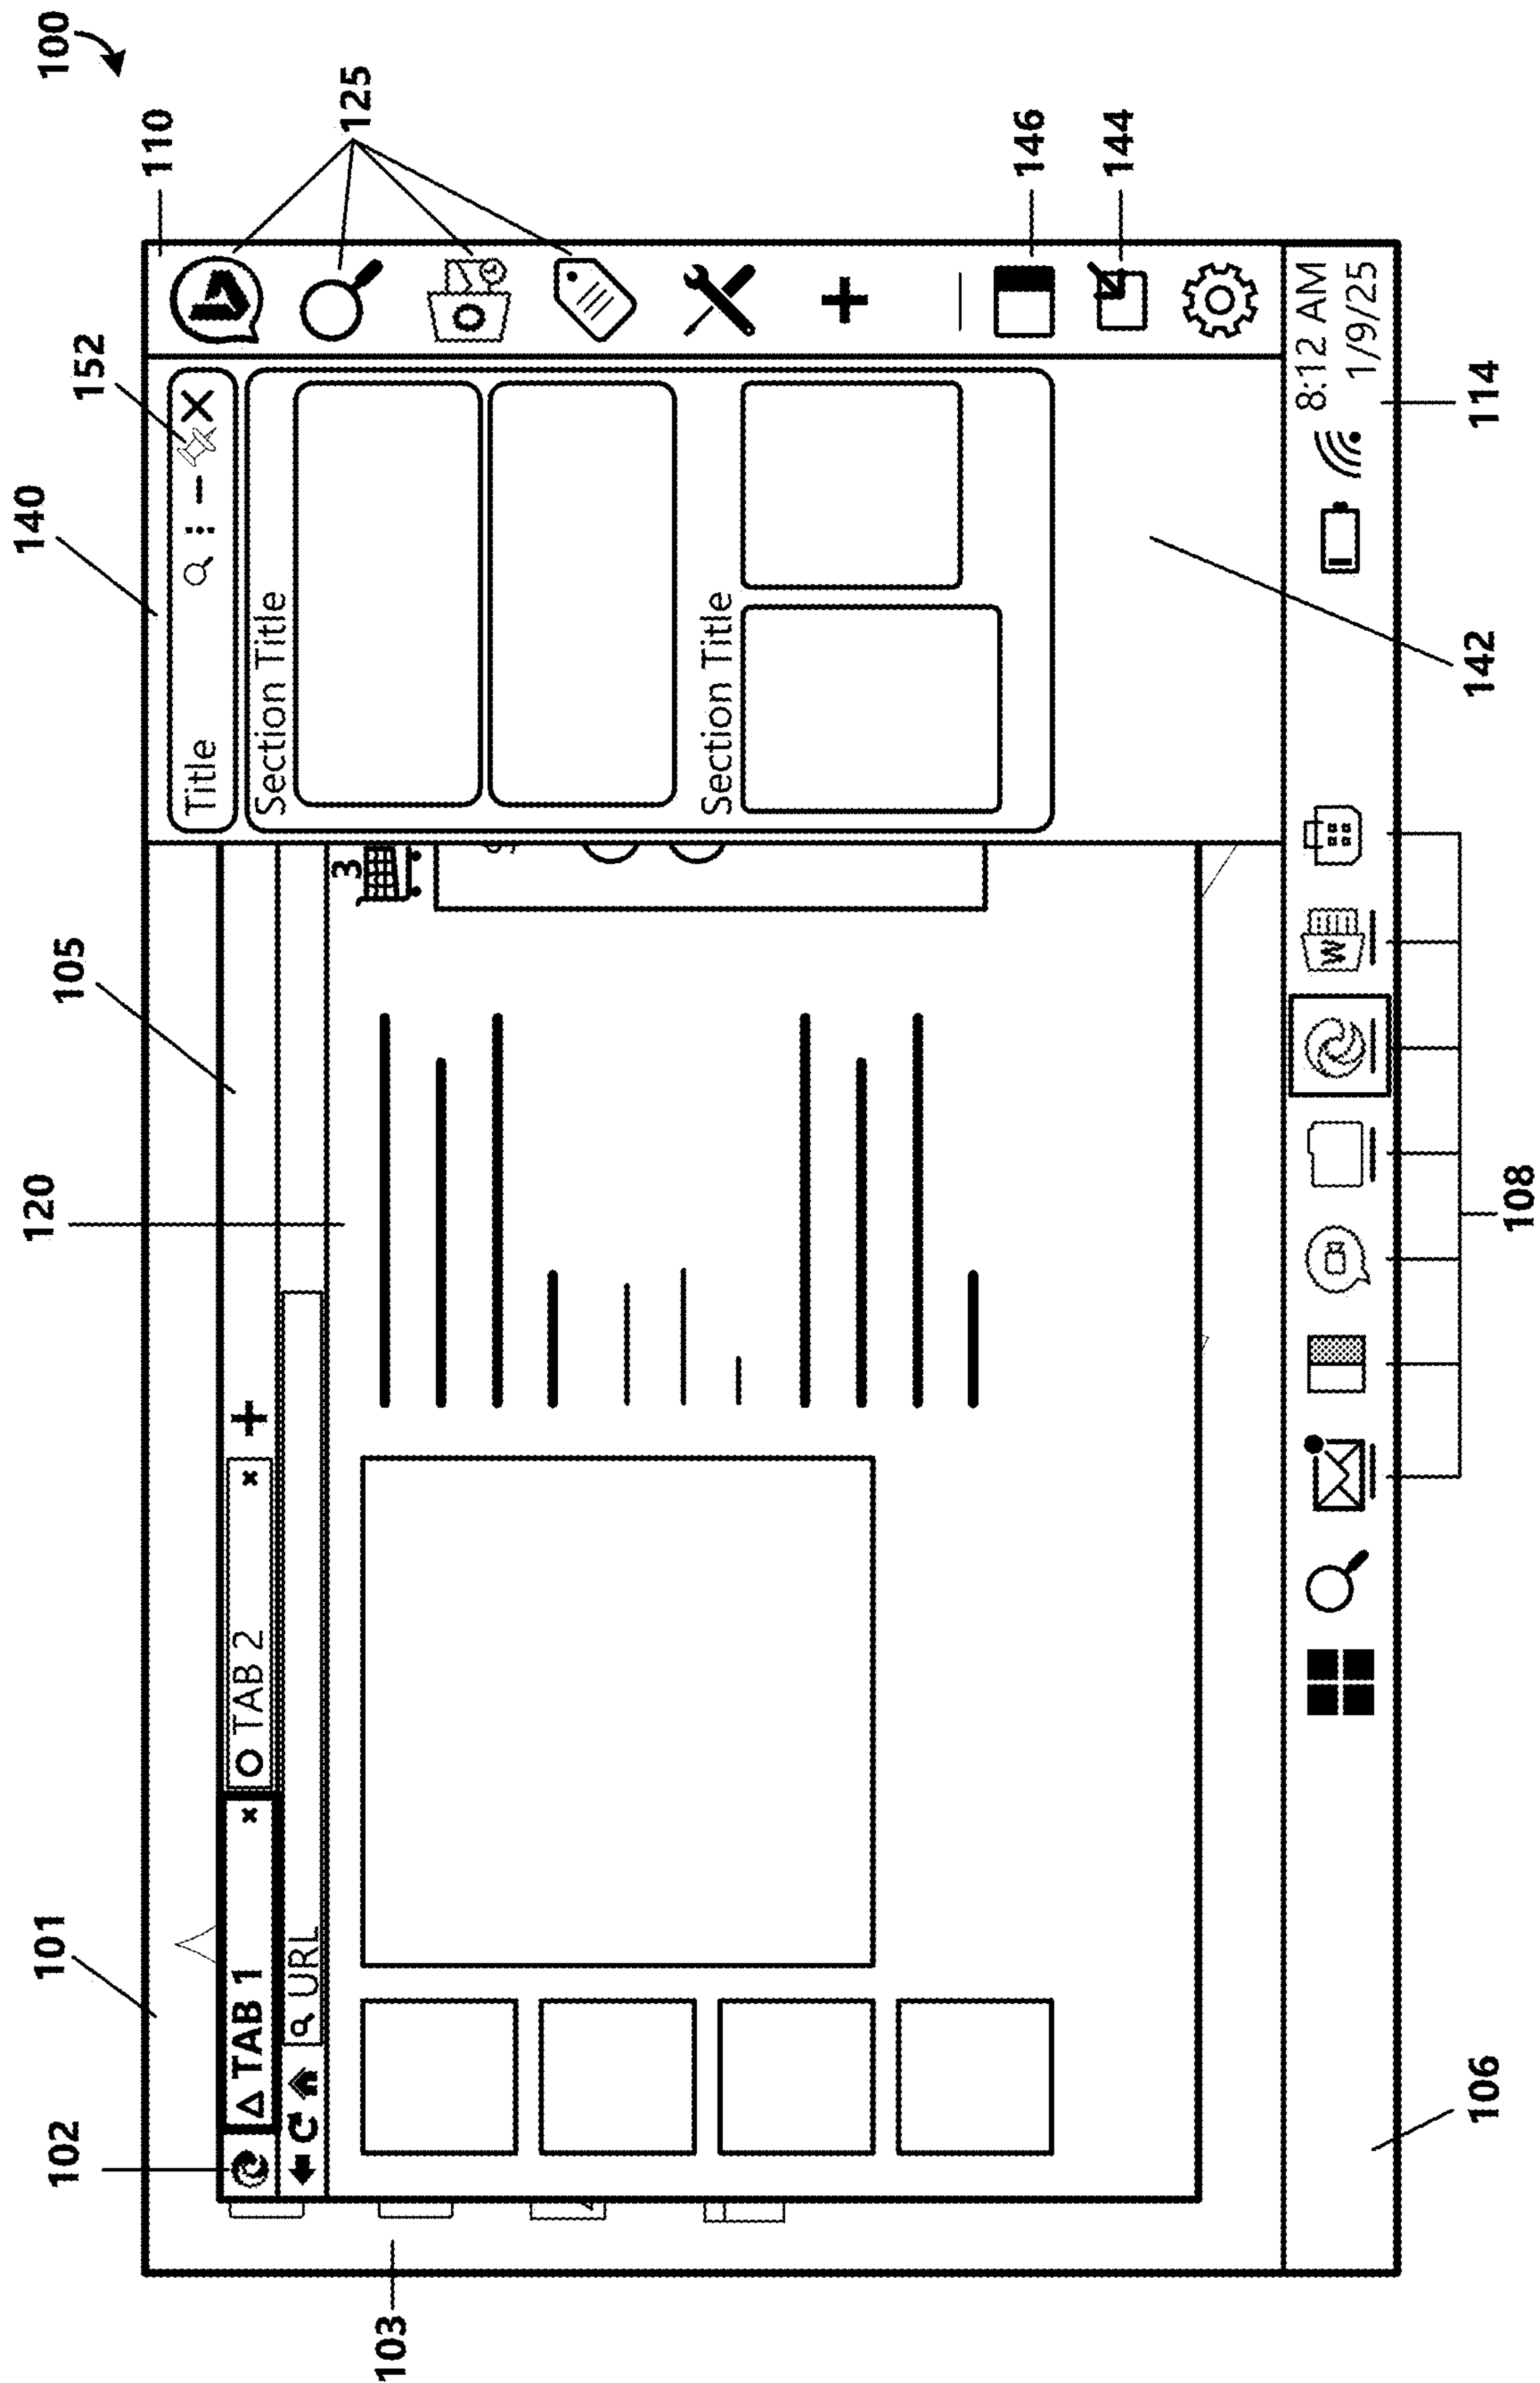 100
101
105
120
140
152
110
125
102
TAB 1 x
TAB 2 x
+
URL
3
Title
Section Title
Section Title
146
144
103
W
8:12 AM
1/9/25
106
108
142
114